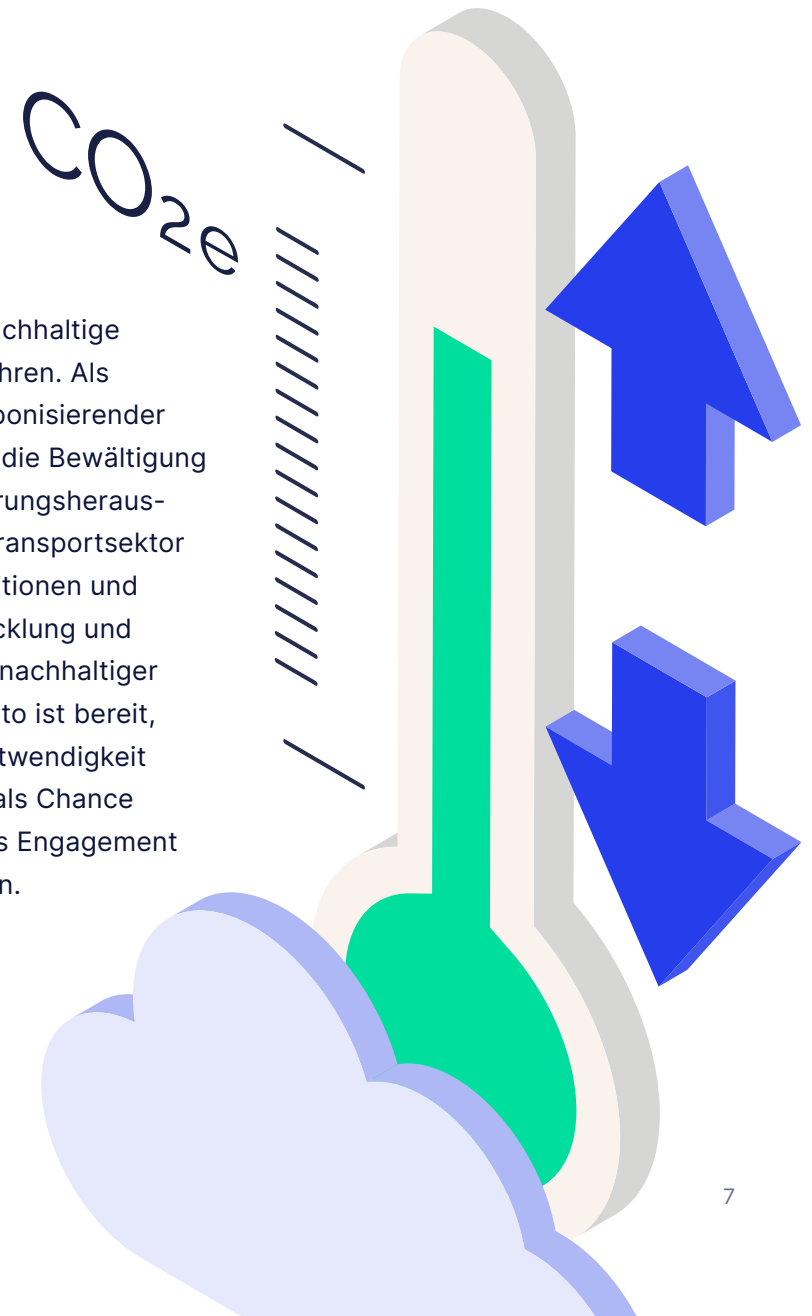 CO2e
chhaltige
hren. Als
bonisierender
die Bewältigung
rungsheraus-
ransportsektor
itionen und
cklung und
nachhaltiger
to ist bereit,
twendigkeit
als Chance
s Engagement
n.
7